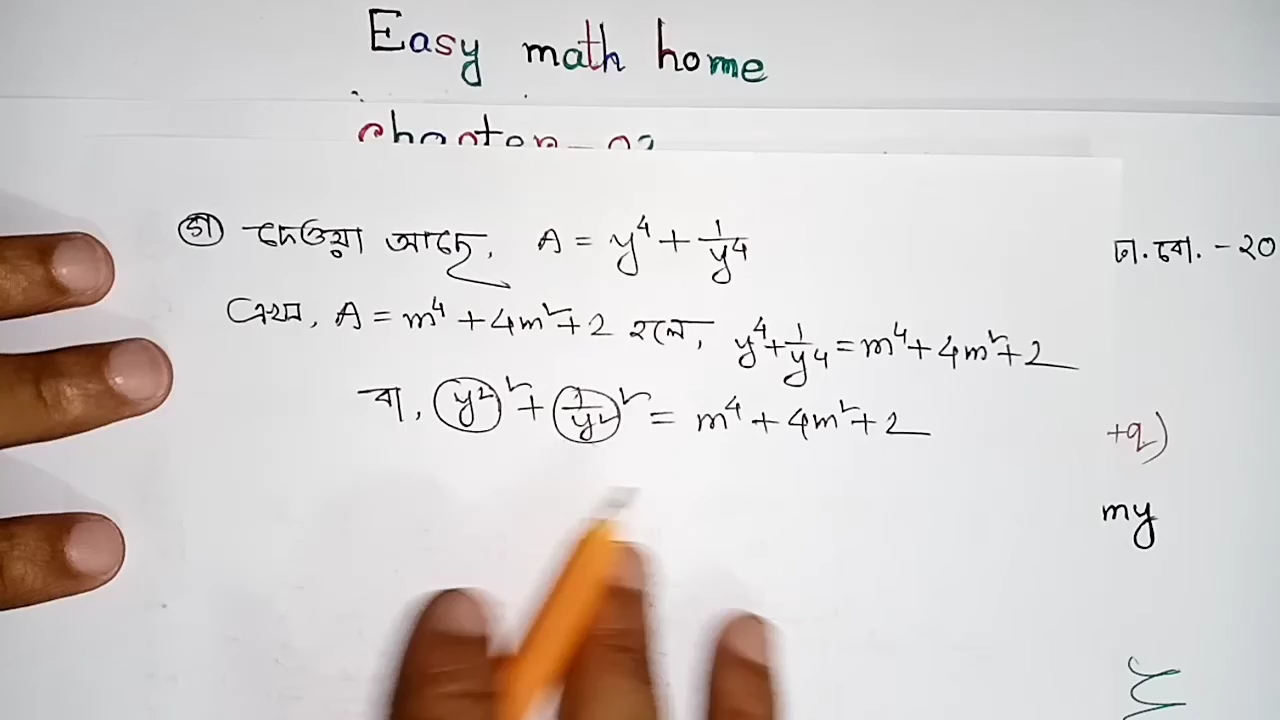 Easy math home
গ) দেওয়া আছে, A = y⁴ + 1/y⁴
ঢা. বো. - ২০
এখন, A = m⁴ + 4m² + 2 হলে, y⁴ + 1/y⁴ = m⁴ + 4m² + 2
বা, (y²)² + (1/y²)² = m⁴ + 4m² + 2
+q)
my